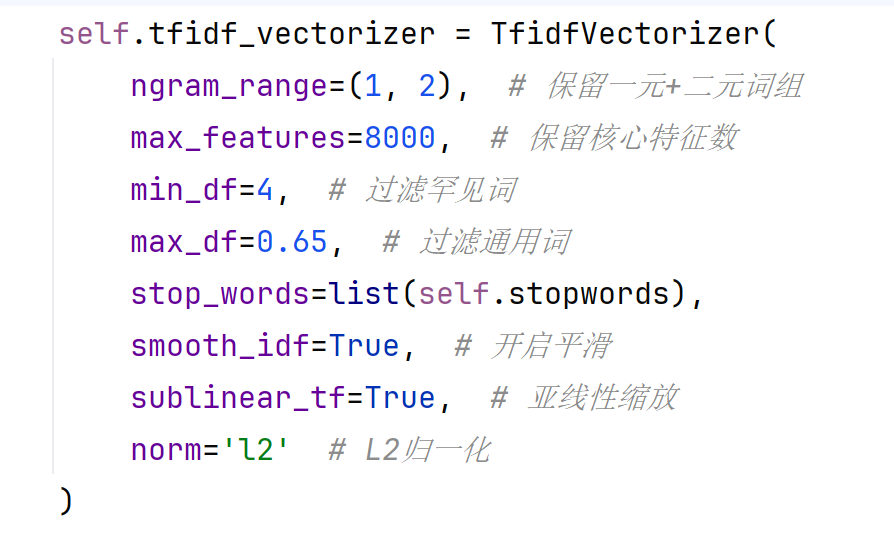 self.tfidf_vectorizer = TfidfVectorizer(
ngram_range=(1, 2),  # 保留一元+二元词组
max_features=8000,  # 保留核心特征数
min_df=4,  # 过滤罕见词
max_df=0.65,  # 过滤通用词
stop_words=list(self.stopwords),
smooth_idf=True,  # 开启平滑
sublinear_tf=True,  # 亚线性缩放
norm='l2'  # L2归一化
)